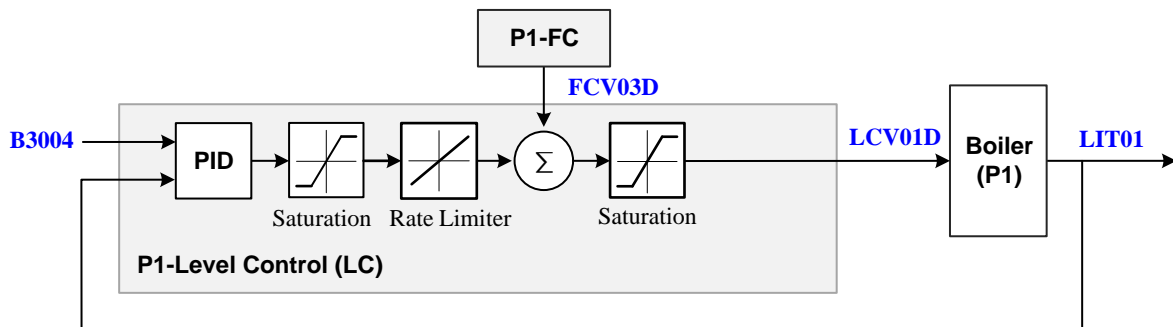 P1-FC
FCV03D
B3004
PID
Σ
LCV01D
Boiler
(P1)
LIT01
Saturation
Rate Limiter
Saturation
P1-Level Control (LC)